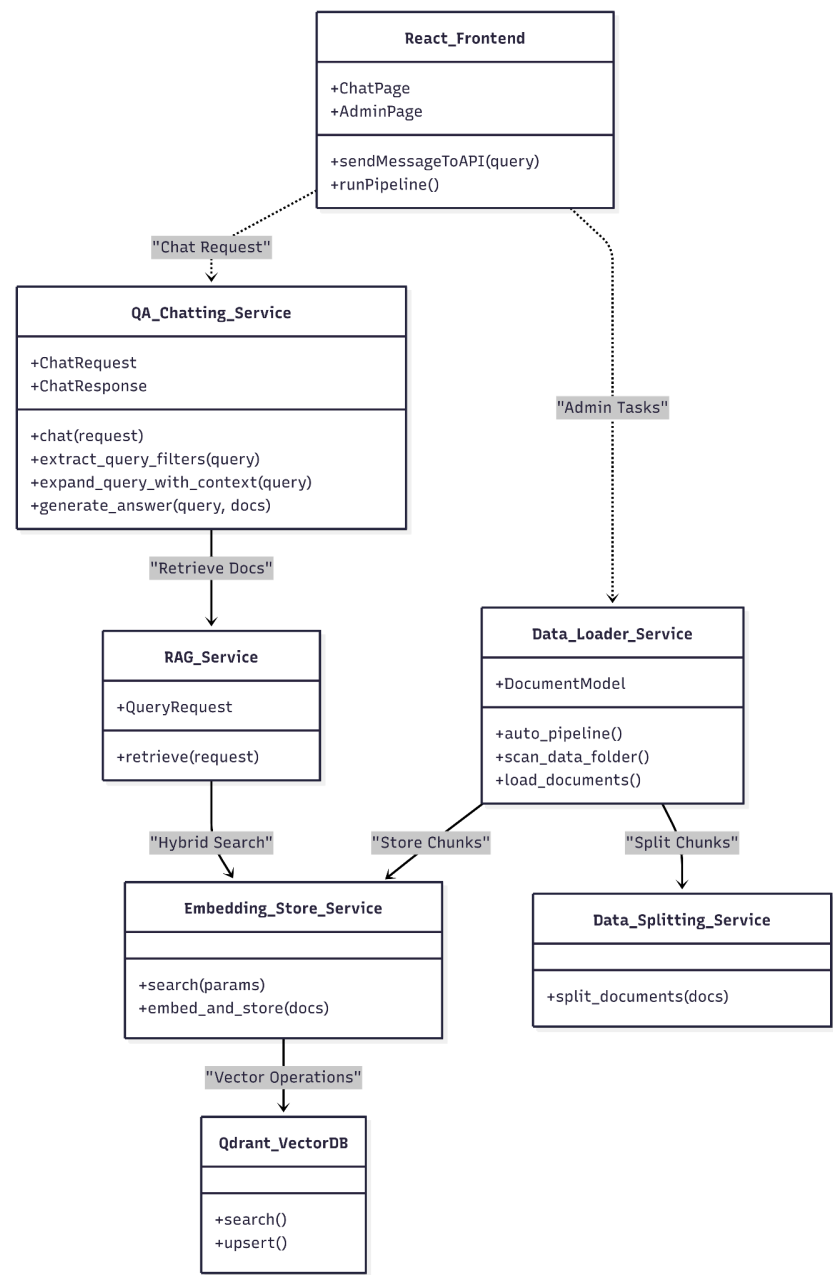 React_Frontend
+ChatPage
+AdminPage
+sendMessageToAPI(query)
+runPipeline()
"Chat Request"
QA_Chatting_Service
+ChatRequest
+ChatResponse
+chat(request)
+extract_query_filters(query)
+expand_query_with_context(query)
+generate_answer(query, docs)
"Admin Tasks"
"Retrieve Docs"
RAG_Service
+QueryRequest
+retrieve(request)
Data_Loader_Service
+DocumentModel
+auto_pipeline()
+scan_data_folder()
+load_documents()
"Hybrid Search"
"Store Chunks"
"Split Chunks"
Embedding_Store_Service
+search(params)
+embed_and_store(docs)
Data_Splitting_Service
+split_documents(docs)
"Vector Operations"
Qdrant_VectorDB
+search()
+upsert()